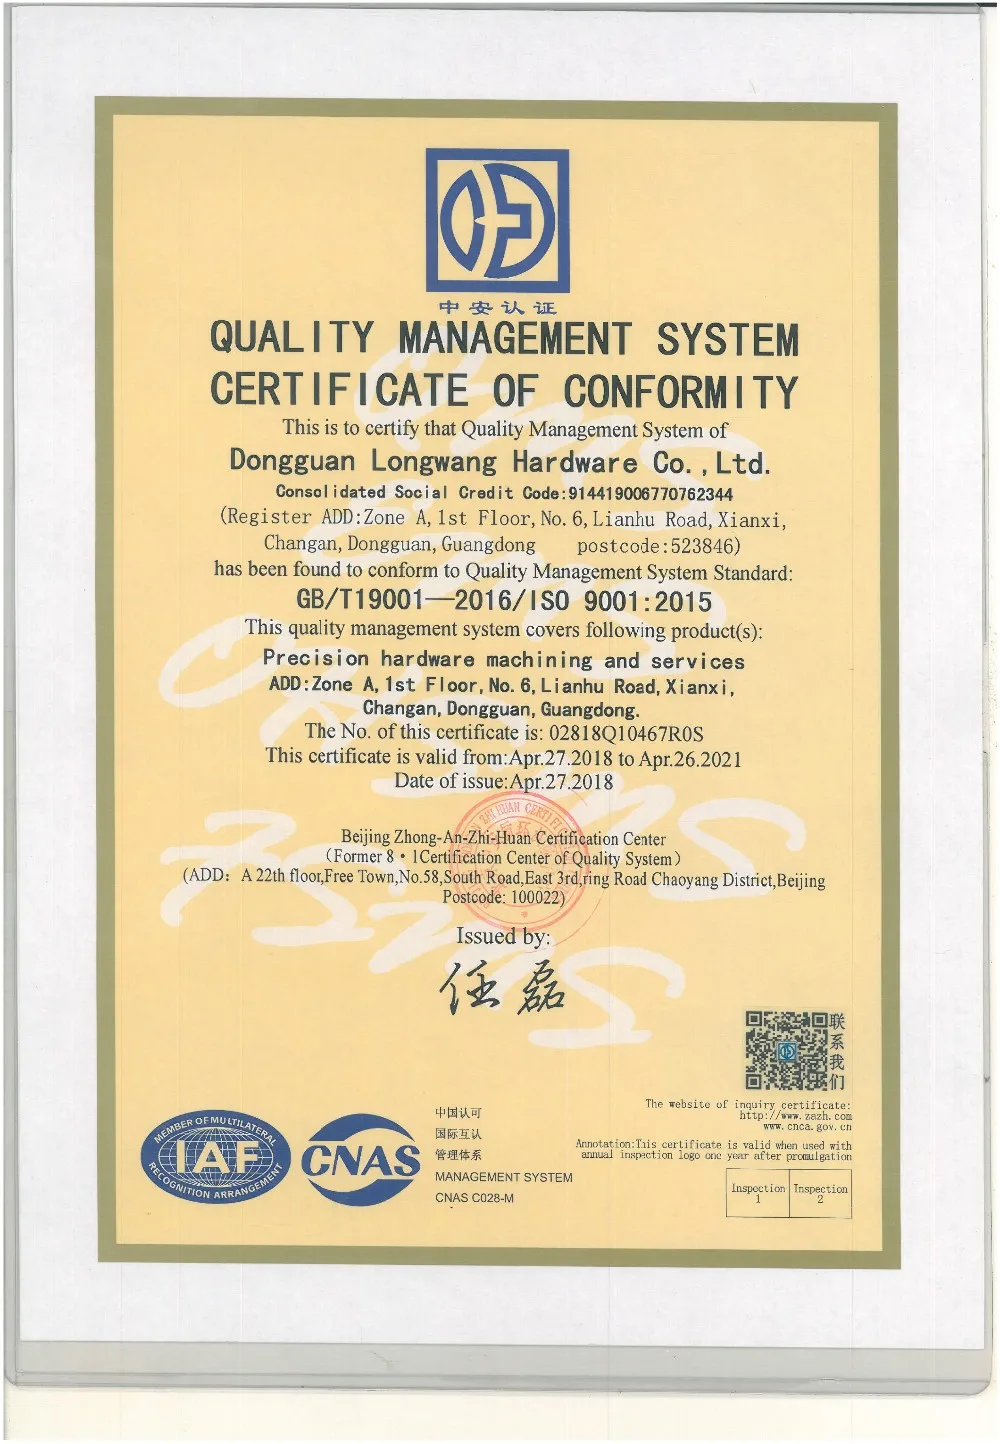 中安认证
QUALITY MANAGEMENT SYSTEM
CERTIFICATE OF CONFORMITY
This is to certify that Quality Management System of
Dongguan Longwang Hardware Co.,Ltd.
Consolidated Social Credit Code:914419006770762344
(Register ADD:Zone A,1st Floor,No.6,Lianhu Road,Xianxi,
Changan,Dongguan,Guangdong postcode:523846)
has been found to conform to Quality Management System Standard:
GB/T19001—2016/ISO 9001:2015
This quality management system covers following product(s):
Precision hardware machining and services
ADD:Zone A,1st Floor,No.6,Lianhu Road,Xianxi,
Changan,Dongguan,Guangdong.
The No. of this certificate is: 02818Q10467R0S
This certificate is valid from:Apr.27.2018 to Apr.26.2021
Date of issue:Apr.27.2018
Beijing Zhong-An-Zhi-Huan Certification Center
(Former 8·1Certification Center of Quality System)
(ADD: A 22th floor,Free Town,No.58,South Road,East 3rd,ring Road Chaoyang District,Beijing
Postcode: 100022)
Issued by:
任磊
联系我们
The website of inquiry certificate:
http://www.zazh.com
www.cnca.gov.cn
Annotation:This certificate is valid when used with
annual inspection logo one year after promulgation
Inspection 1
Inspection 2
MEMBER OF MULTILATERAL
IAF
RECOGNITION ARRANGEMENT
CNAS
中国认可
国际互认
管理体系
MANAGEMENT SYSTEM
CNAS C028-M